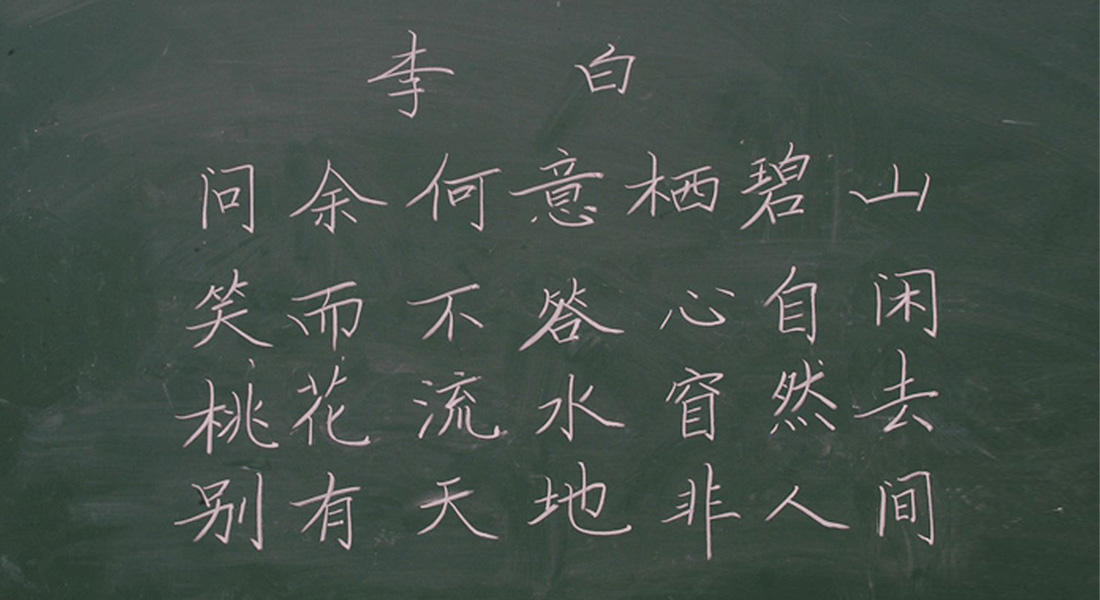 李白
问余何意栖碧山
笑而不答心自闲
桃花流水窅然去
别有天地非人间